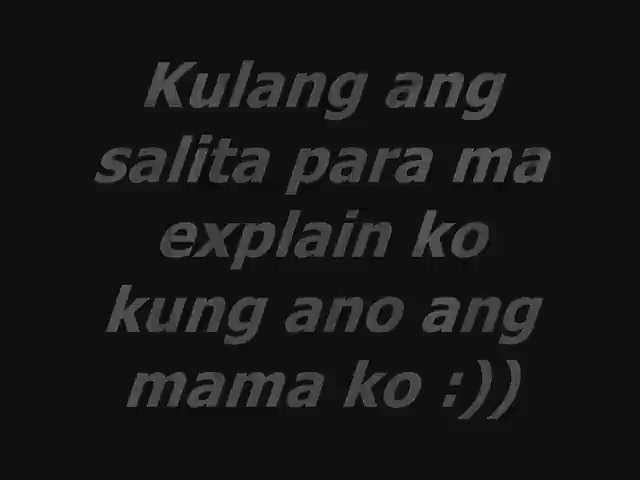 Kulang ang
salita para ma
explain ko
kung ano ang
mama ko :))